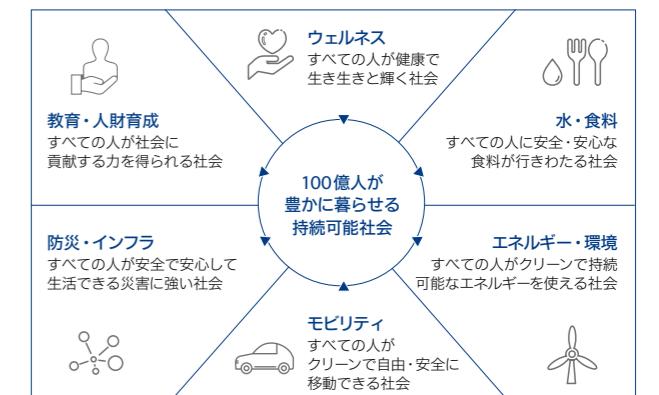 ウェルネス
すべての人が健康で
生き生きと輝く社会
教育・人財育成
すべての人が社会に
貢献する力を得られる社会
水・食料
すべての人に安全・安心な
食料が行きわたる社会
100億人が
豊かに暮らせる
持続可能社会
防災・インフラ
すべての人が安全で安心して
生活できる災害に強い社会
エネルギー・環境
すべての人がクリーンで持続
可能なエネルギーを使える社会
モビリティ
すべての人が
クリーンで自由・安全に
移動できる社会